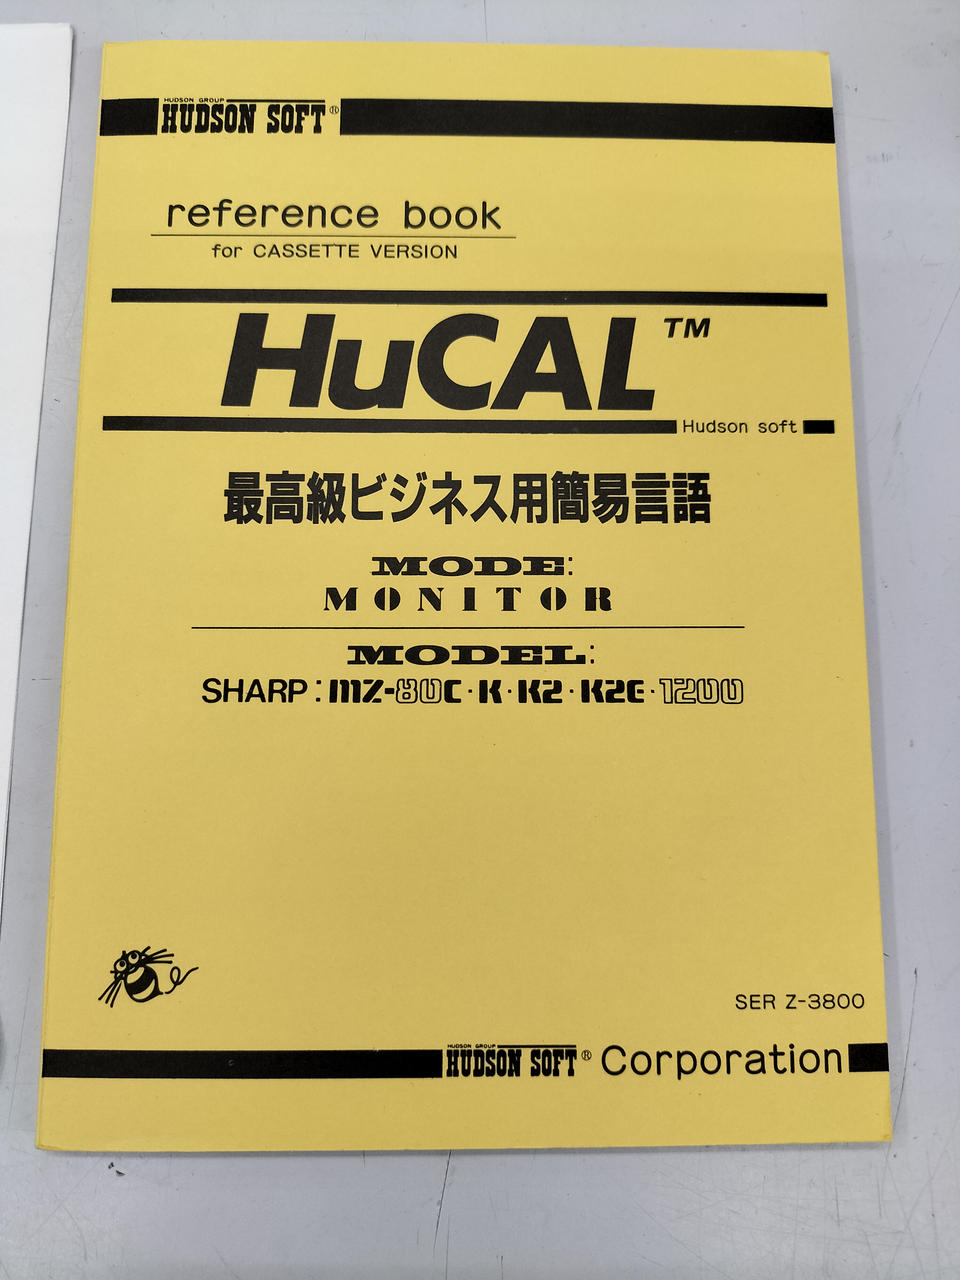 HUDSON GROUP
HUDSON SOFT®
reference book
for CASSETTE VERSION
HuCAL™
Hudson soft
最高級ビジネス用簡易言語
MODE:
MONITOR
MODEL:
SHARP:MZ-80C·K·K2·K2E·1200
SER Z-3800
HUDSON GROUP
HUDSON SOFT® Corporation